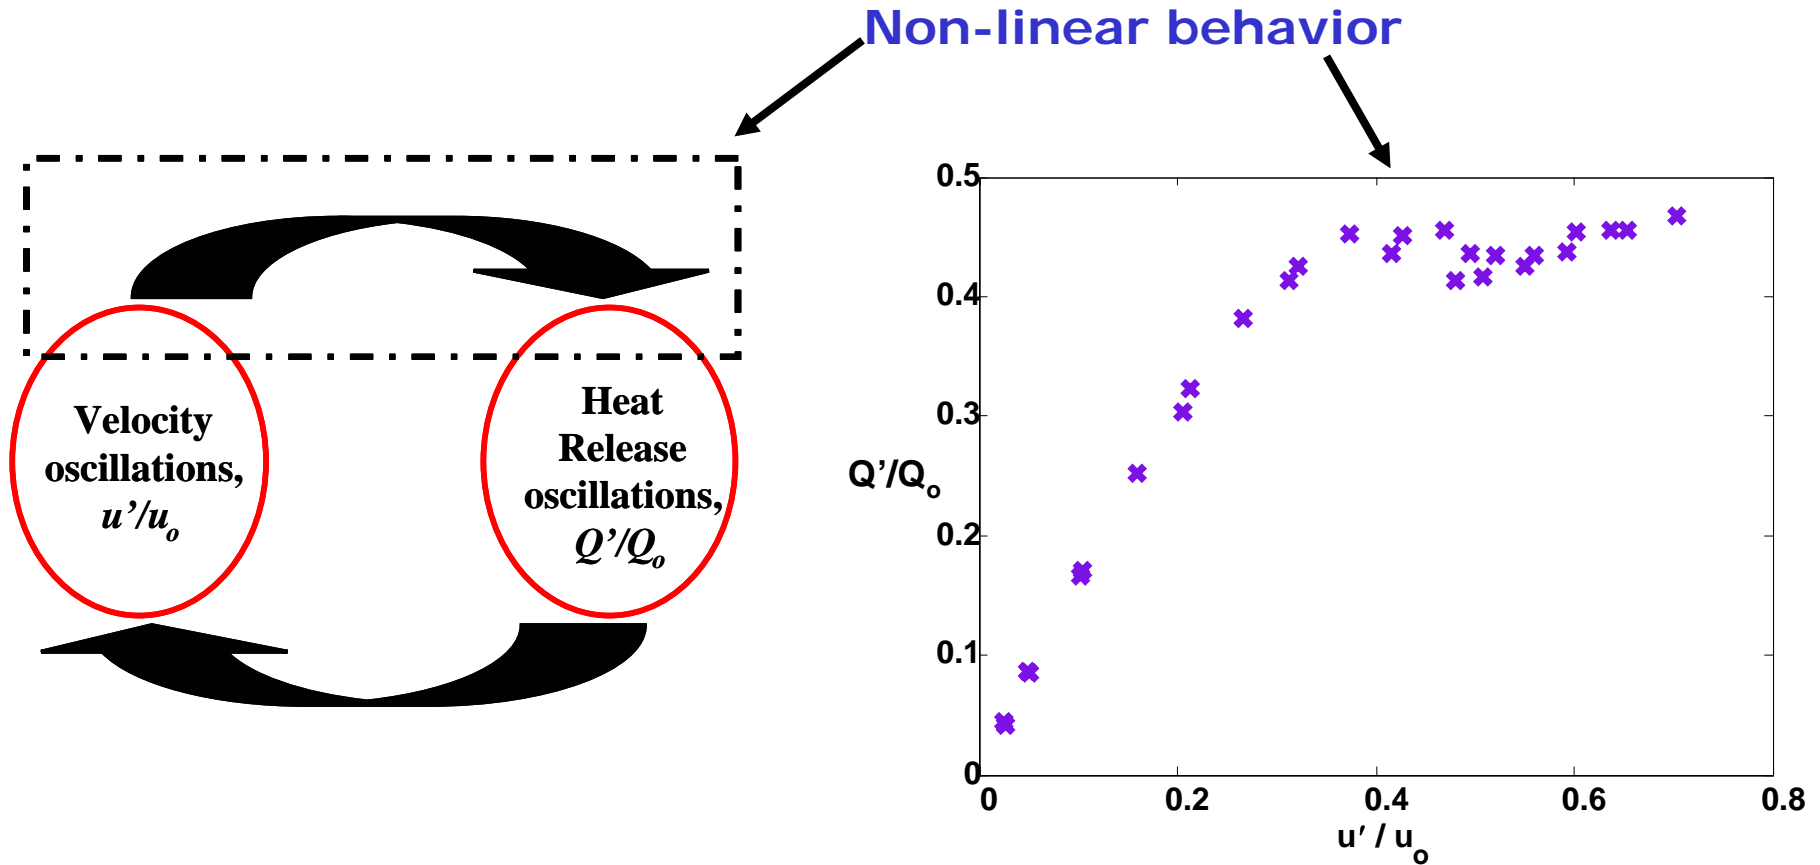 Non-linear behavior
Velocity
oscillations,
u’/uo
Heat
Release
oscillations,
Q’/Qo
Q’/Qo
0.5
0.4
0.3
0.2
0.1
0
0 0.2 0.4 0.6 0.8
u′ / uo